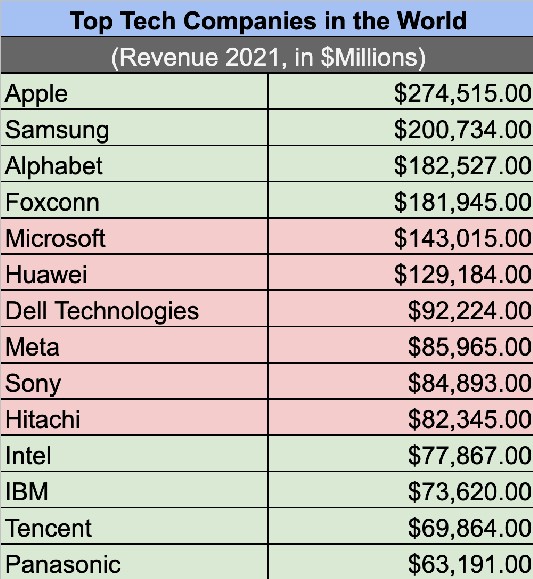 Top Tech Companies in the World
(Revenue 2021, in $Millions)
Apple $274,515.00
Samsung $200,734.00
Alphabet $182,527.00
Foxconn $181,945.00
Microsoft $143,015.00
Huawei $129,184.00
Dell Technologies $92,224.00
Meta $85,965.00
Sony $84,893.00
Hitachi $82,345.00
Intel $77,867.00
IBM $73,620.00
Tencent $69,864.00
Panasonic $63,191.00